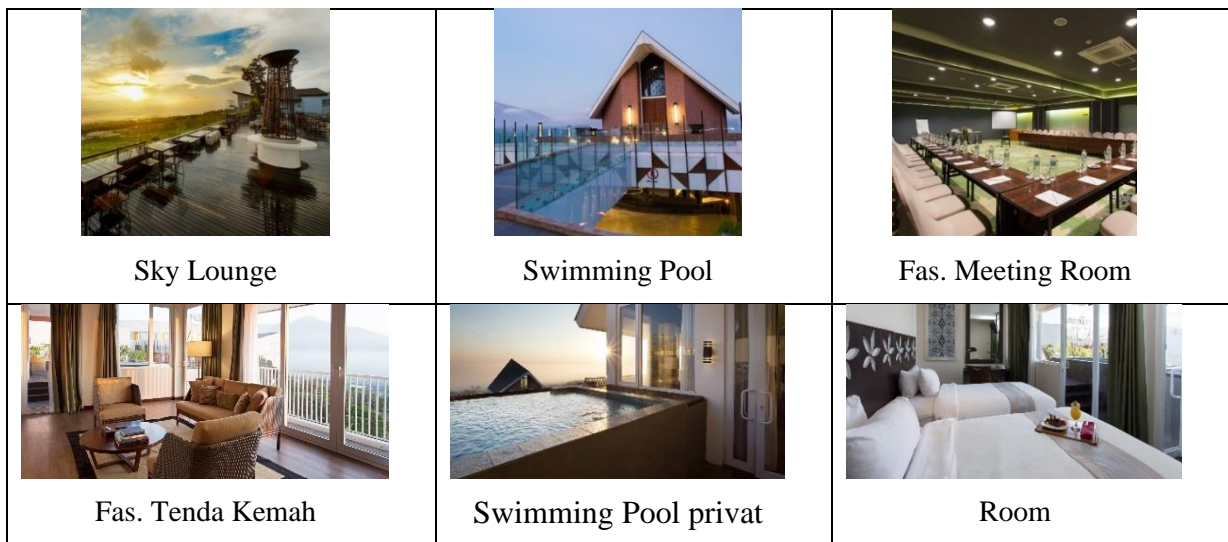 Sky Lounge
Swimming Pool
Fas. Meeting Room
Fas. Tenda Kemah
Swimming Pool privat
Room